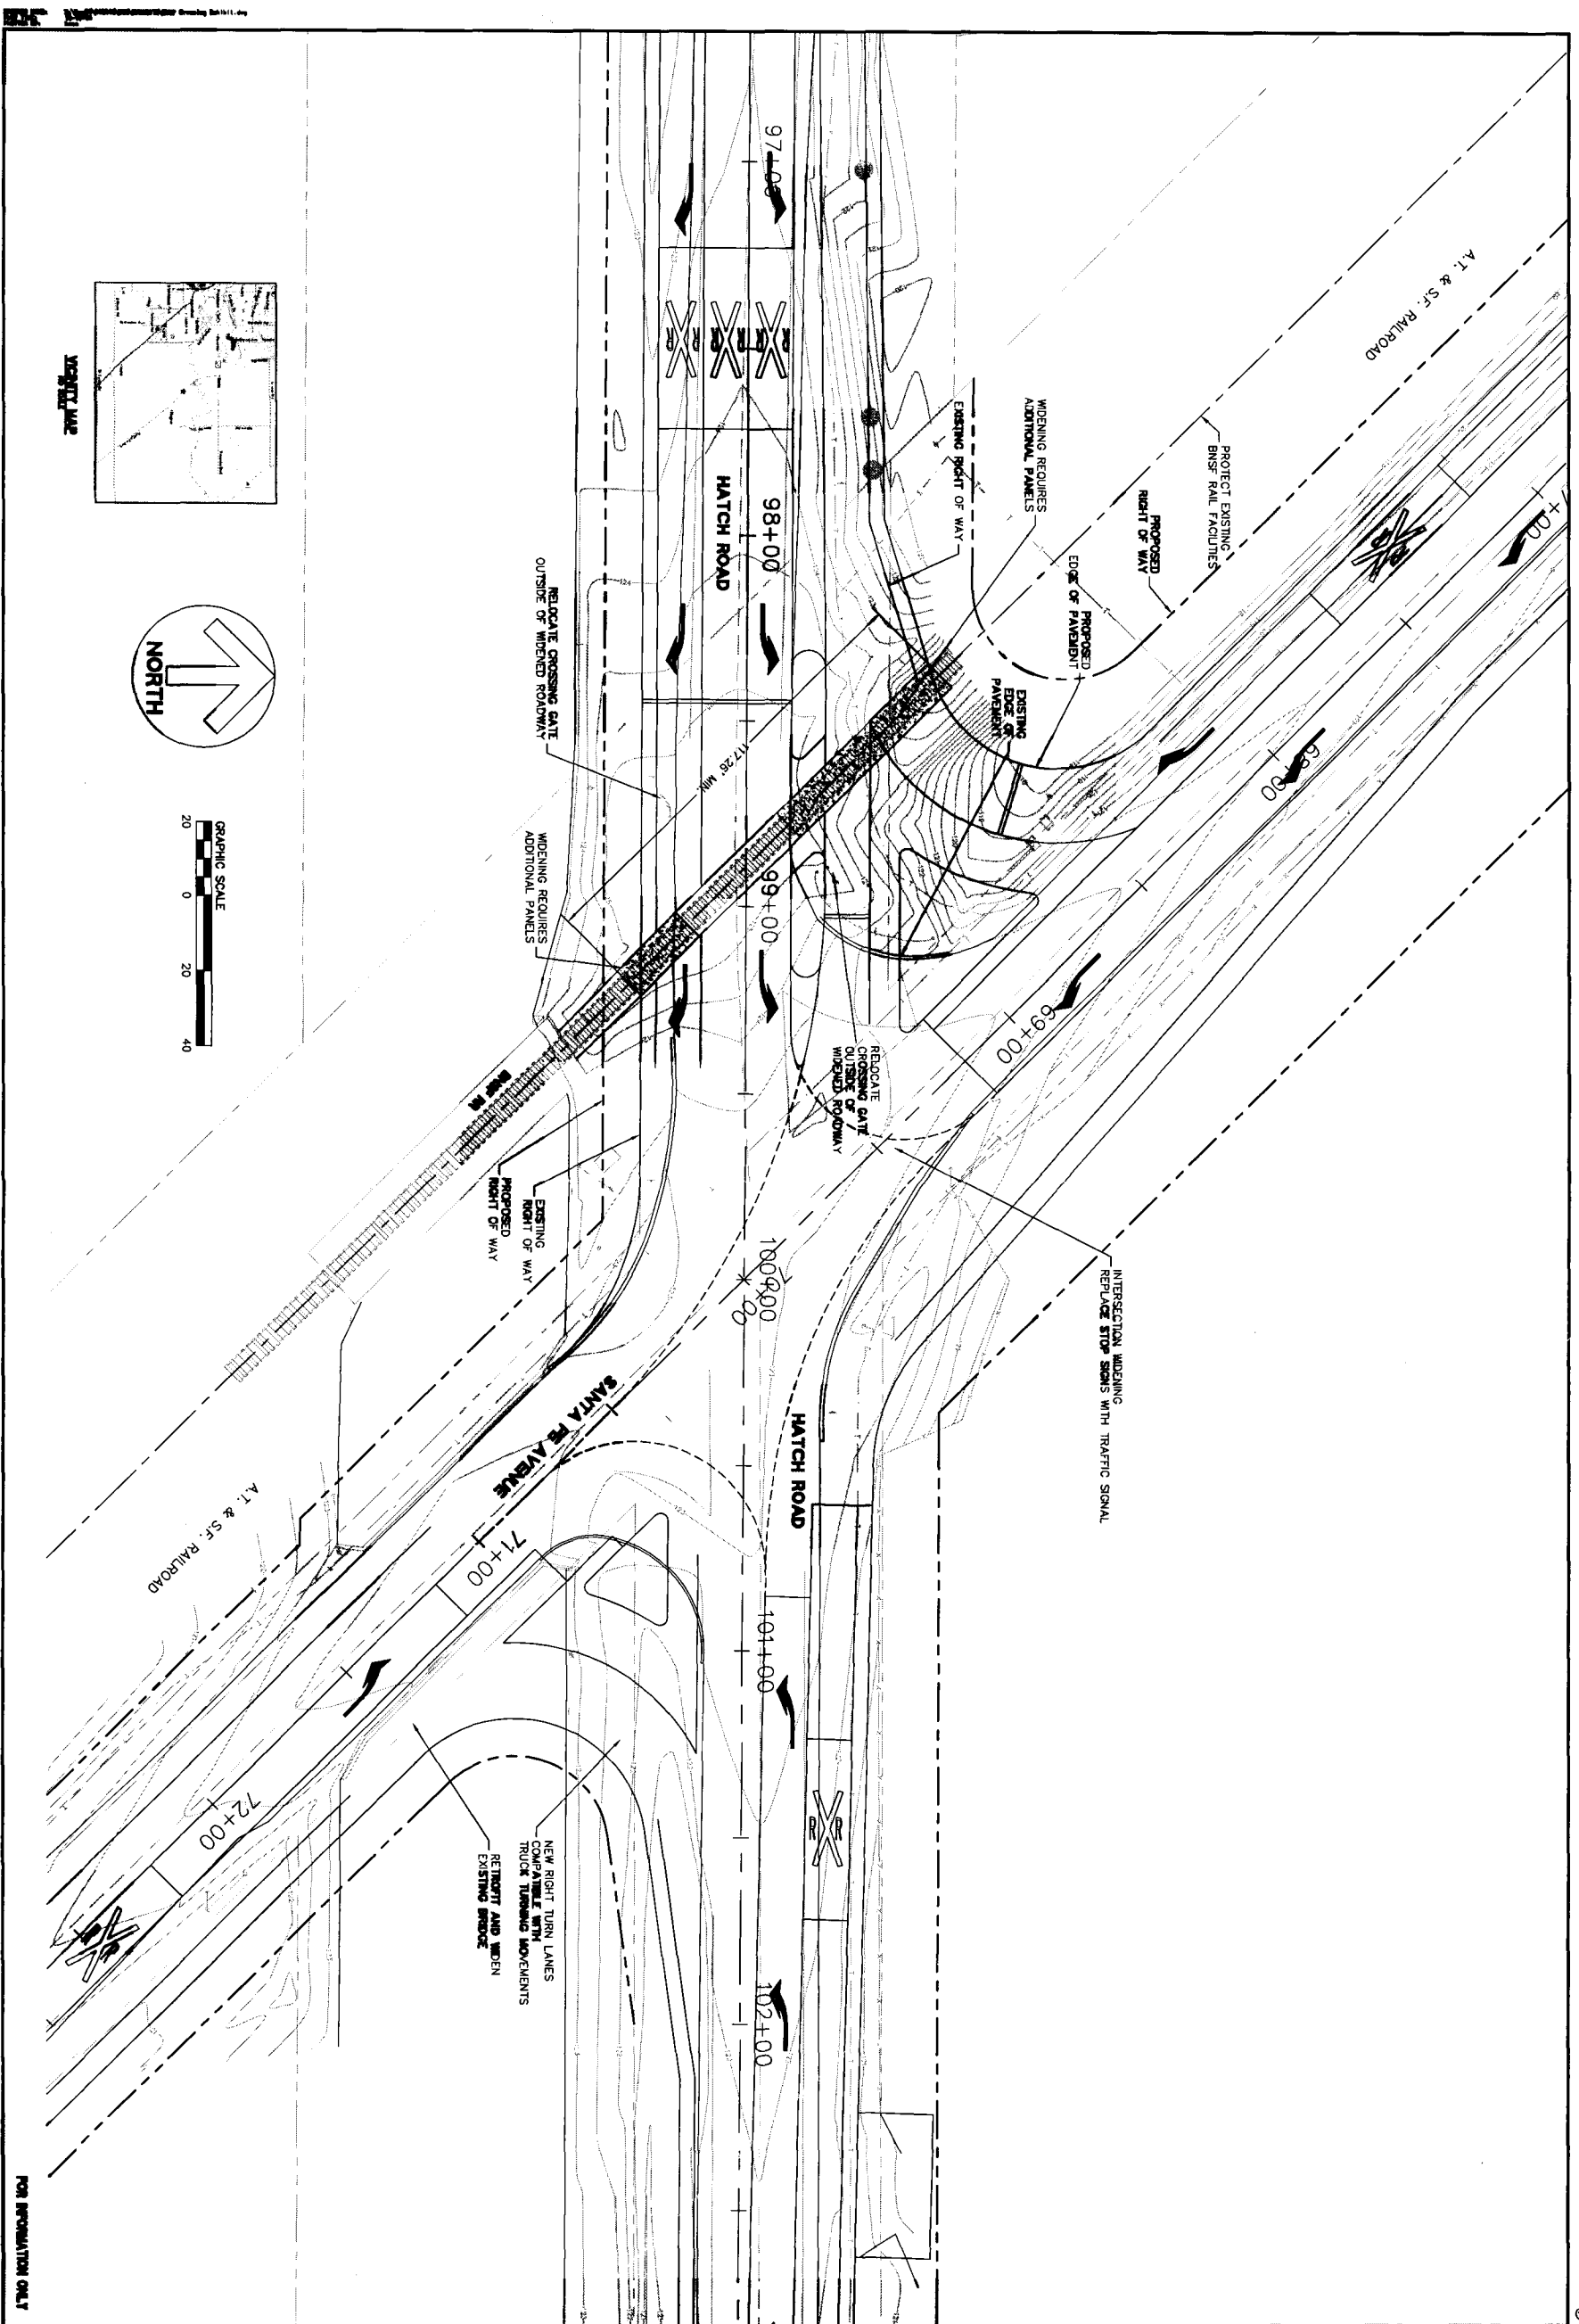 A.T. & S.F. RAILROAD
PROTECT EXISTING
BNSF RAIL FACILITIES
PROPOSED
RIGHT OF WAY
WIDENING REQUIRES
ADDITIONAL PANELS
EXISTING RIGHT OF WAY
PROPOSED
EDGE OF PAVEMENT
EXISTING
EDGE OF
PAVEMENT
97+00
98+00
99+00
100+00
101+00
102+00
HATCH ROAD
68+00
69+00
RELOCATE CROSSING GATE
OUTSIDE OF WIDENED ROADWAY
117.26' MIN.
WIDENING REQUIRES
ADDITIONAL PANELS
RELOCATE
CROSSING GATE
OUTSIDE OF
WIDENED ROADWAY
INTERSECTION WIDENING
REPLACE STOP SIGNS WITH TRAFFIC SIGNAL
BNSF RR
EXISTING
RIGHT OF WAY
PROPOSED
RIGHT OF WAY
HATCH ROAD
SANTA FE AVENUE
71+00
72+00
A.T. & S.F. RAILROAD
R R
NEW RIGHT TURN LANES
COMPATIBLE WITH
TRUCK TURNING MOVEMENTS
RETROFIT AND WIDEN
EXISTING BRIDGE
VICINITY MAP
NORTH
GRAPHIC SCALE
20 0 20 40
FOR INFORMATION ONLY